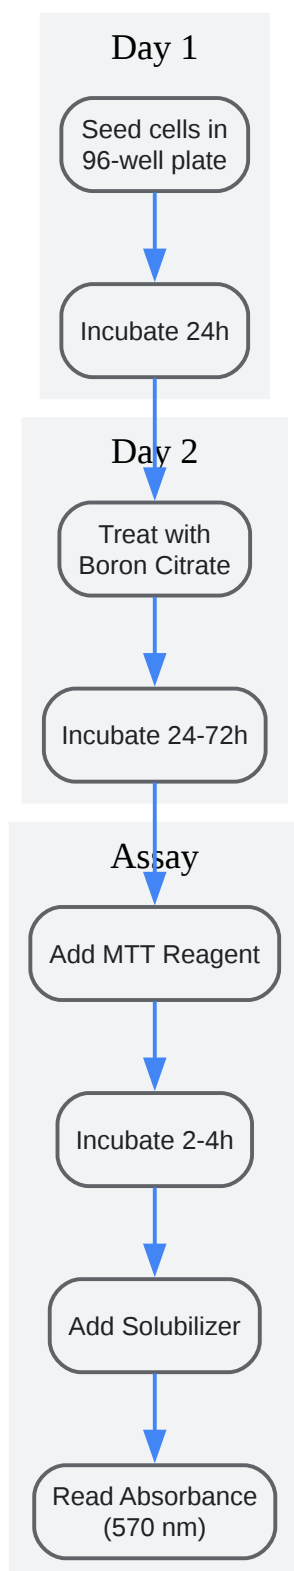 Day 1
Seed cells in
96-well plate
Incubate 24h
Day 2
Treat with
Boron Citrate
Incubate 24-72h
Assay
Add MTT Reagent
Incubate 2-4h
Add Solubilizer
Read Absorbance
(570 nm)